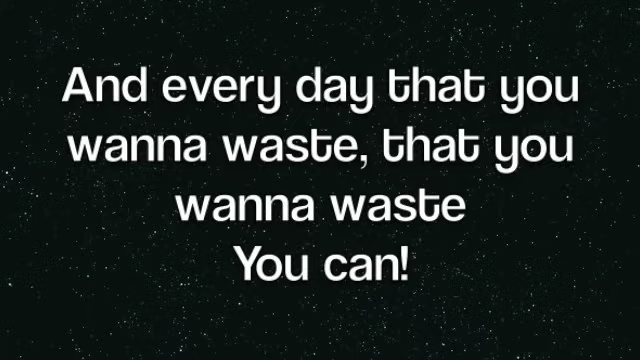 And every day that you
wanna waste, that you
wanna waste
You can!